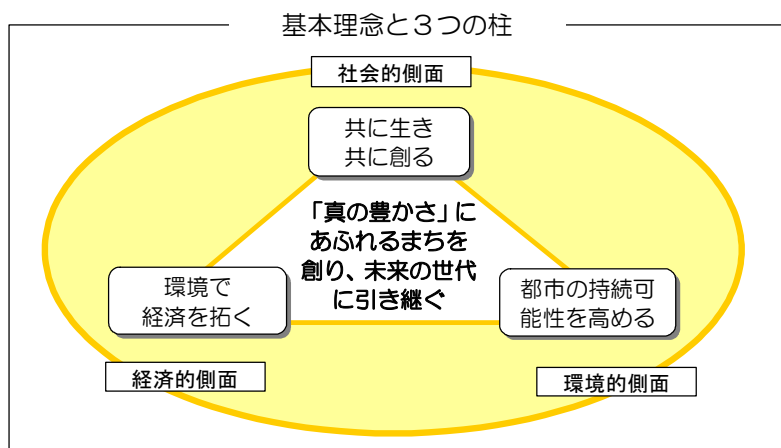 基本理念と３つの柱
社会的側面
共に生き
共に創る
「真の豊かさ」に
あふれるまちを
創り、未来の世代
に引き継ぐ
環境で
経済を拓く
都市の持続可
能性を高める
経済的側面
環境的側面